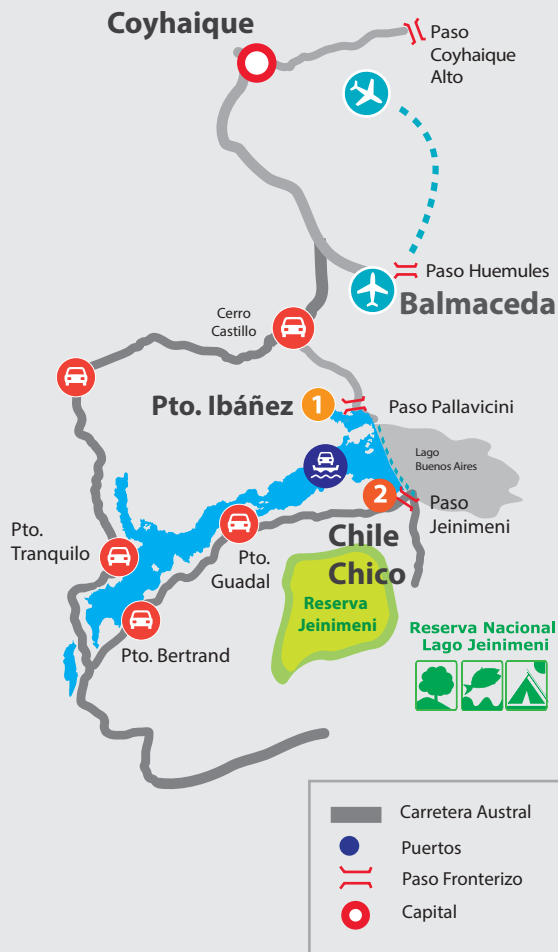 Coyhaique
Paso
Coyhaique
Alto
Paso Huemules
Balmaceda
Cerro
Castillo
Pto. Ibáñez
1
Paso Pallavicini
Lago
Buenos Aires
2
Paso
Jeinimeni
Pto.
Tranquilo
Pto.
Guadal
Chile
Chico
Reserva
Jeinimeni
Pto. Bertrand
Reserva Nacional
Lago Jeinimeni
Carretera Austral
Puertos
Paso Fronterizo
Capital